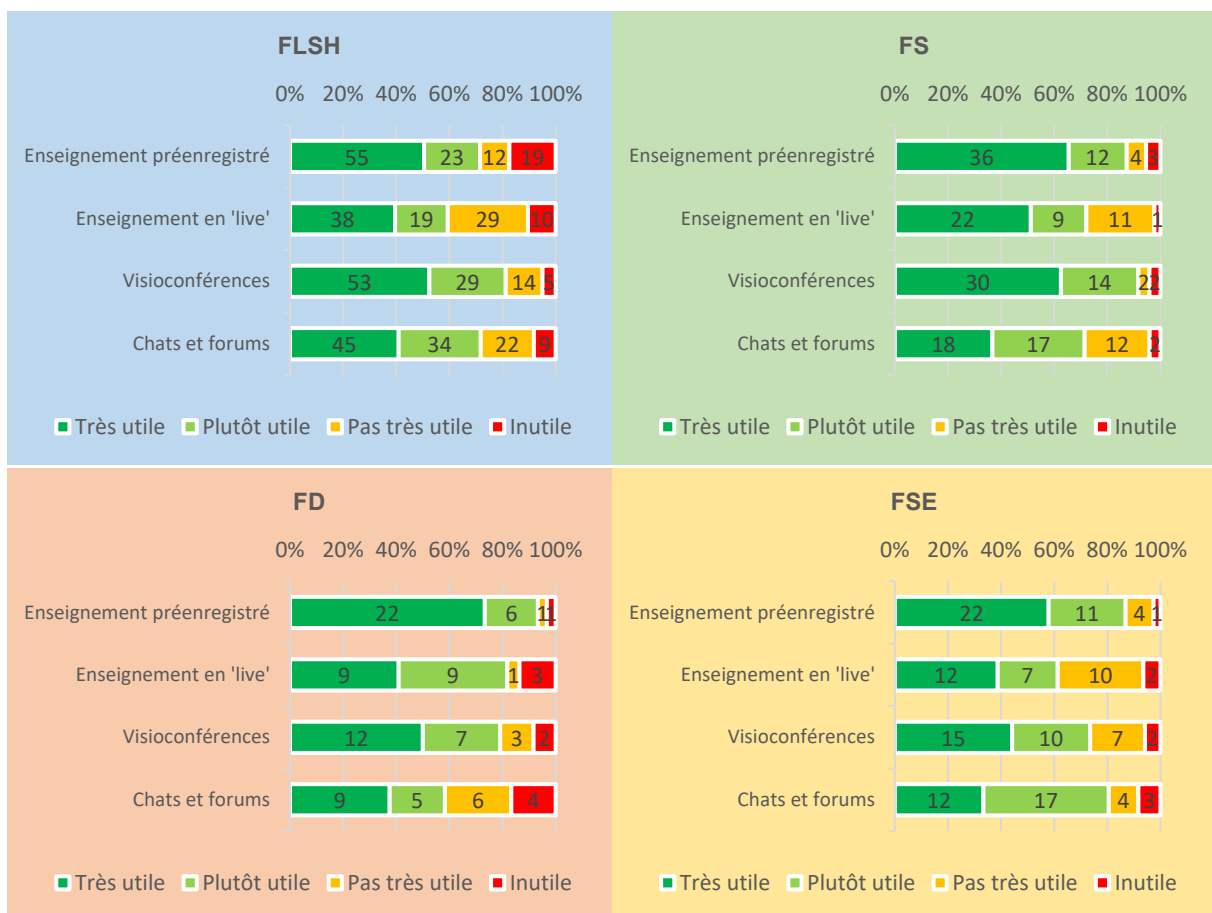 FLSH
0% 20% 40% 60% 80% 100%
Enseignement préenregistré 55 23 12 19
Enseignement en 'live' 38 19 29 10
Visioconférences 53 29 14 5
Chats et forums 45 34 22 9
Très utile Plutôt utile Pas très utile Inutile
FS
0% 20% 40% 60% 80% 100%
Enseignement préenregistré 36 12 4 3
Enseignement en 'live' 22 9 11 1
Visioconférences 30 14 2 2
Chats et forums 18 17 12 2
Très utile Plutôt utile Pas très utile Inutile
FD
0% 20% 40% 60% 80% 100%
Enseignement préenregistré 22 6 1 1
Enseignement en 'live' 9 9 1 3
Visioconférences 12 7 3 2
Chats et forums 9 5 6 4
Très utile Plutôt utile Pas très utile Inutile
FSE
0% 20% 40% 60% 80% 100%
Enseignement préenregistré 22 11 4 1
Enseignement en 'live' 12 7 10 2
Visioconférences 15 10 7 2
Chats et forums 12 17 4 3
Très utile Plutôt utile Pas très utile Inutile